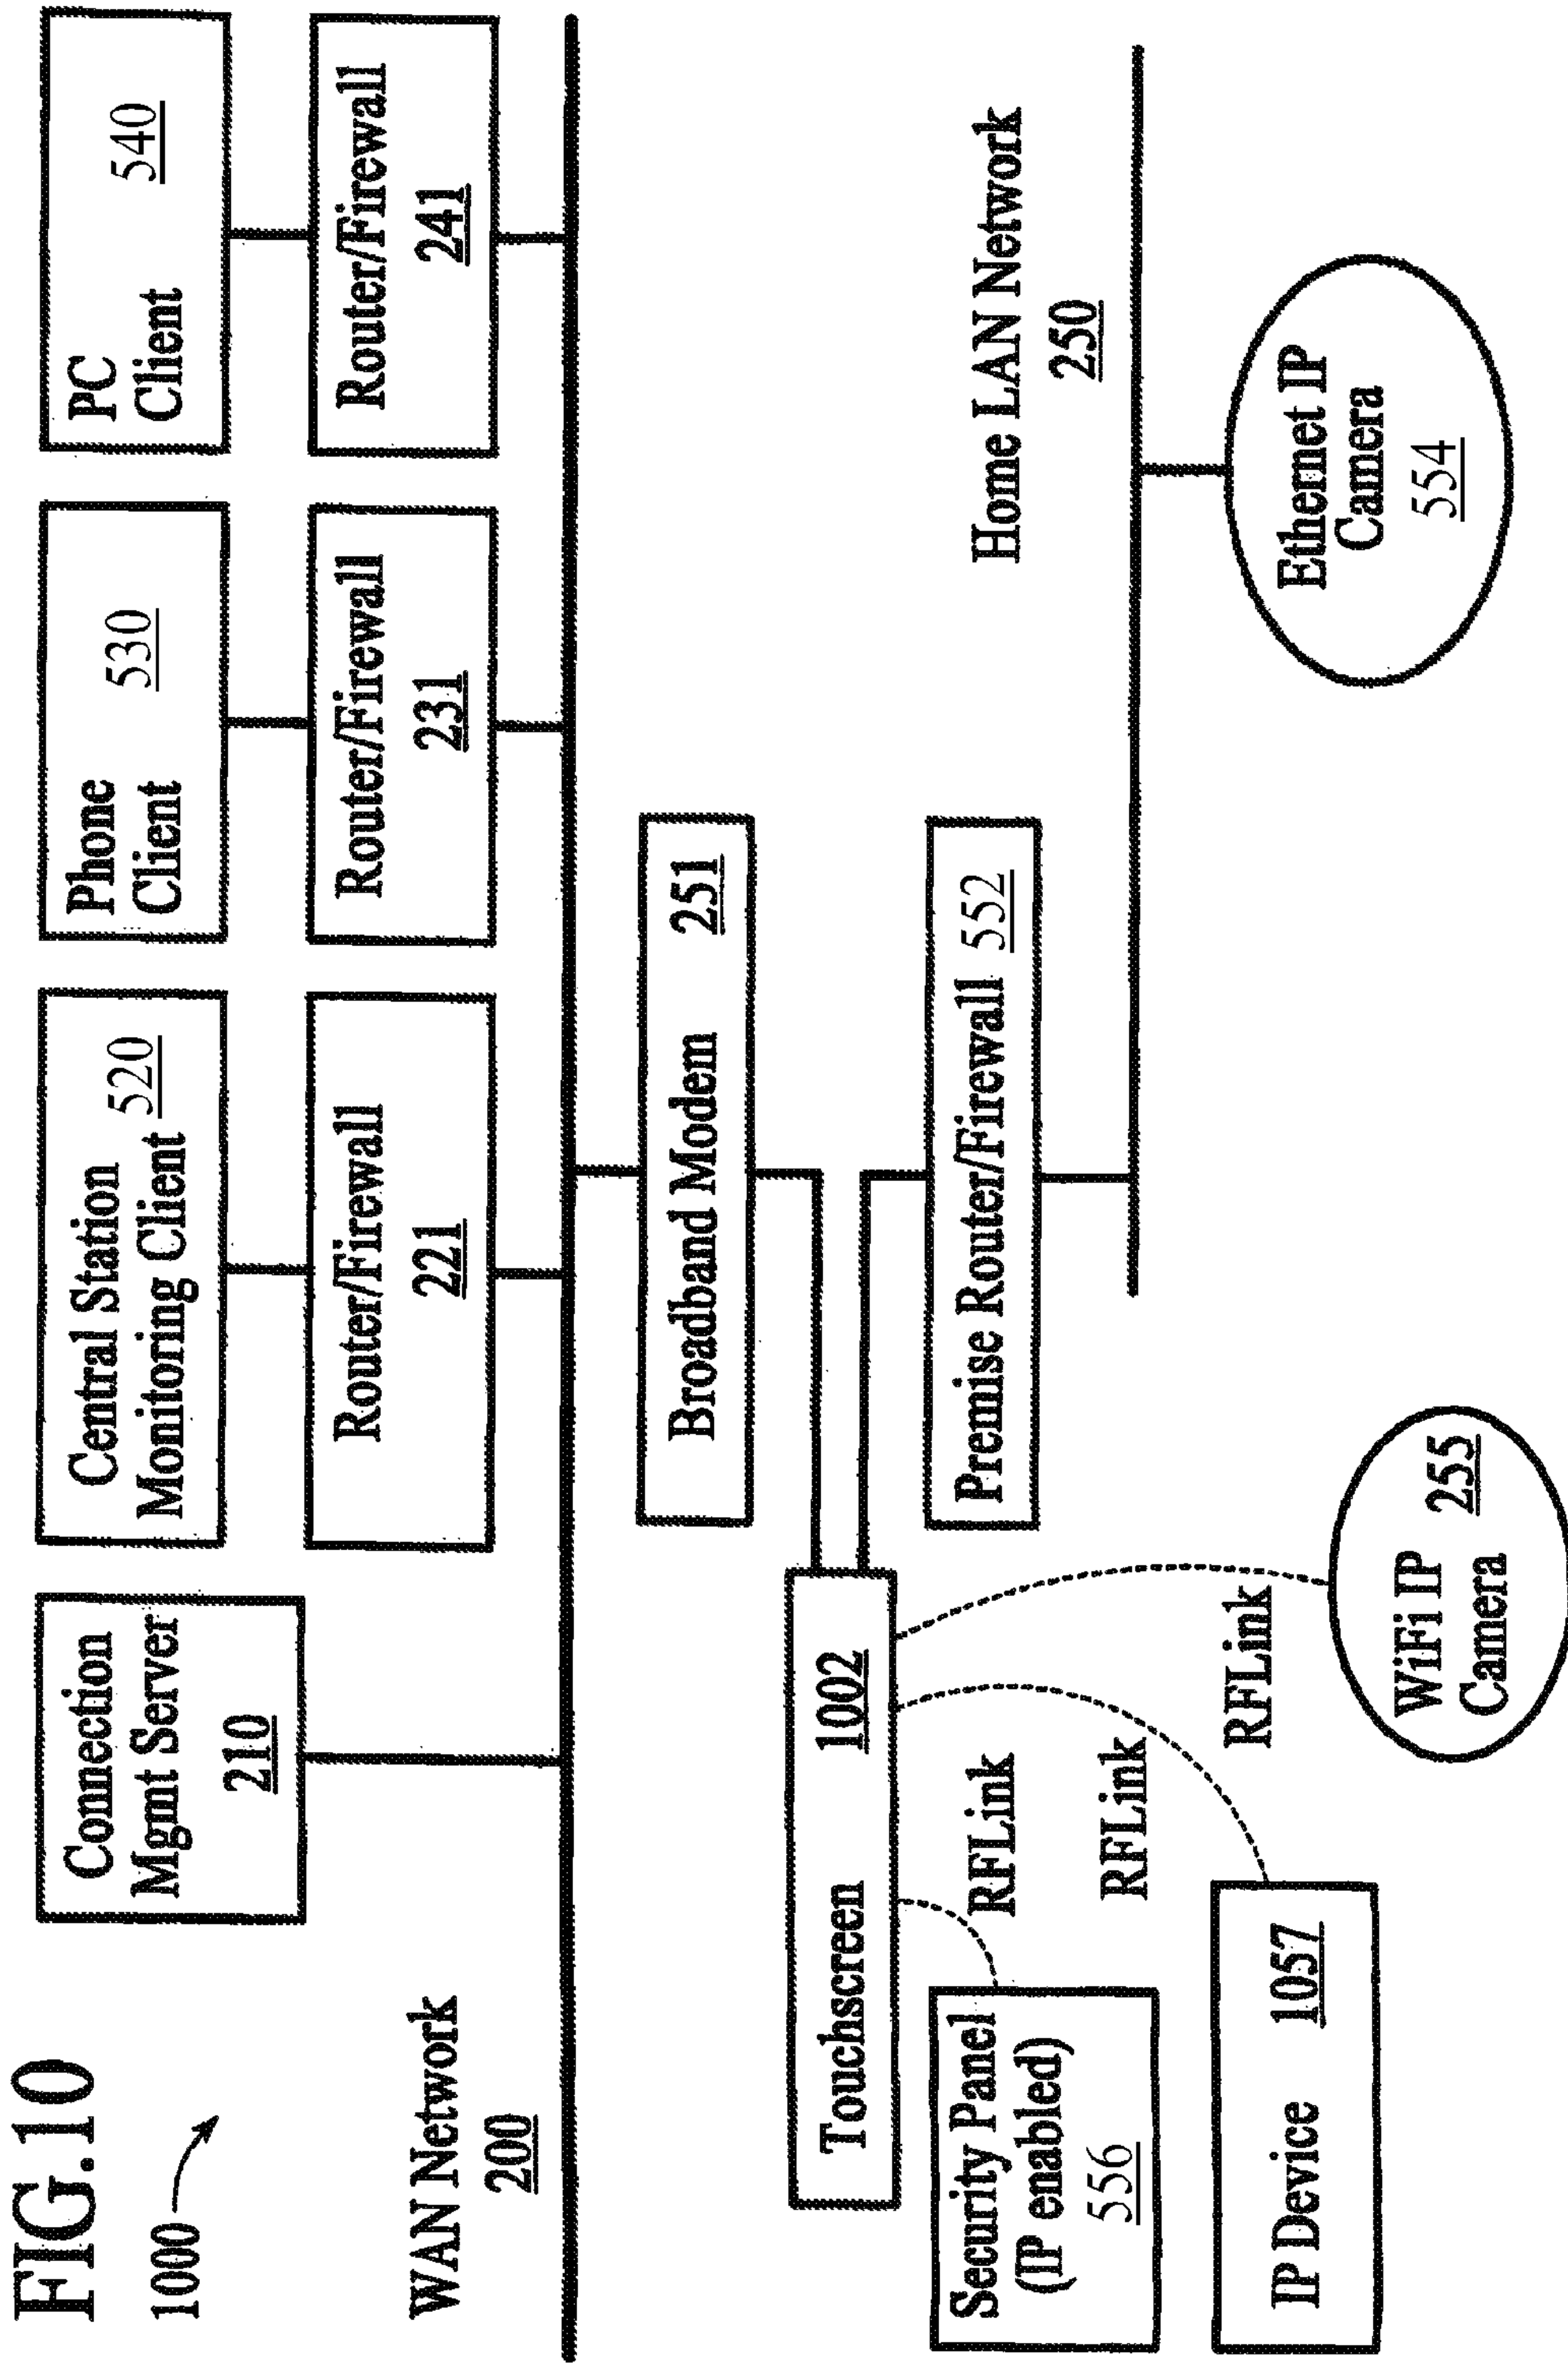 FIG.10
1000
Connection
Mgmt Server
210
Central Station
Monitoring Client
520
Phone
Client
530
PC
Client
540
Router/Firewall
221
Router/Firewall
231
Router/Firewall
241
WAN Network
200
Broadband Modem 251
Touchscreen 1002
Premise Router/Firewall 552
Home LAN Network
250
Security Panel
(IP enabled)
556
RFLink
RFLink
RFLink
IP Device 1057
WiFi IP
Camera
255
Ethernet IP
Camera
554